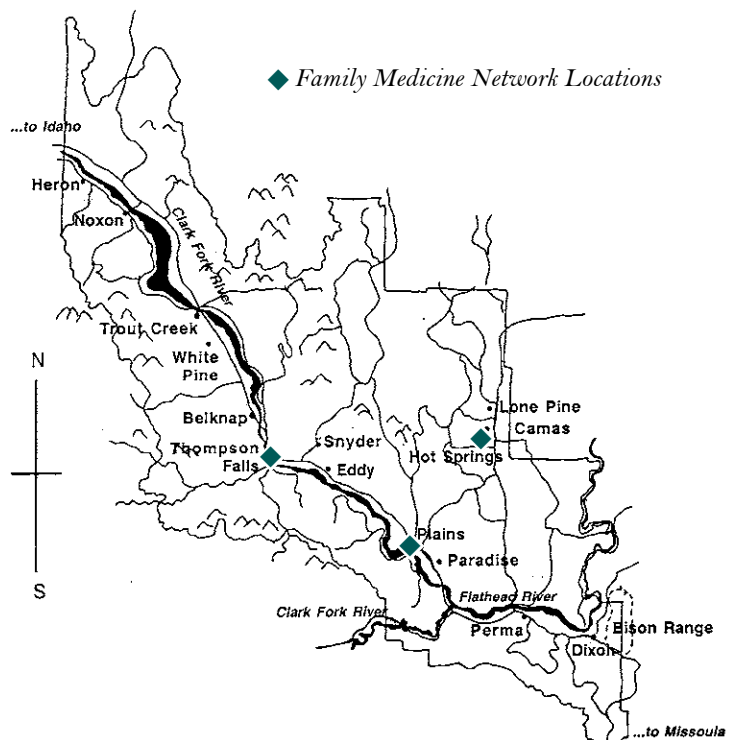 Family Medicine Network Locations
...to Idaho
Heron
Noxon
Clark Fork River
Trout Creek
White
Pine
N
Belknap
Lone Pine
Camas
Thompson
Falls
Snyder
Hot Springs
Eddy
Plains
Paradise
S
Flathead River
Clark Fork River
Perma
Bison Range
Dixon
...to Missoula